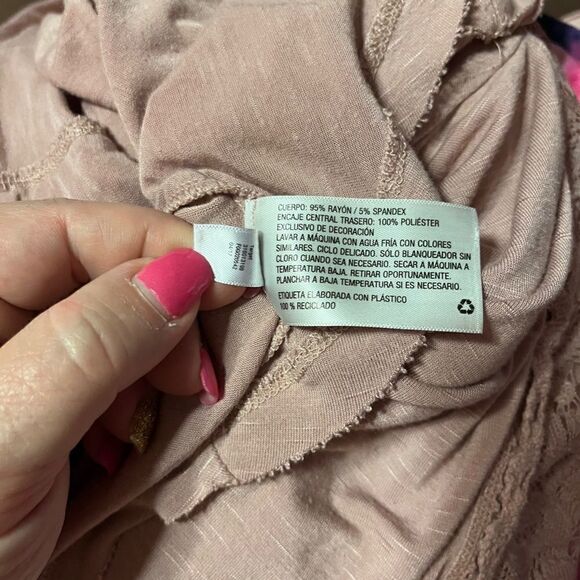 CUERPO: 95% RAYÓN / 5% SPANDEX
ENCAJE CENTRAL TRASERO: 100% POLIÉSTER
EXCLUSIVO DE DECORACIÓN
LAVAR A MÁQUINA CON AGUA FRÍA CON COLORES
SIMILARES. CICLO DELICADO. SÓLO BLANQUEADOR SIN
CLORO CUANDO SEA NECESARIO. SECAR A MÁQUINA A
TEMPERATURA BAJA. RETIRAR OPORTUNAMENTE.
PLANCHAR A BAJA TEMPERATURA SI ES NECESARIO.
ETIQUETA ELABORADA CON PLÁSTICO
100 % RECICLADO
Target